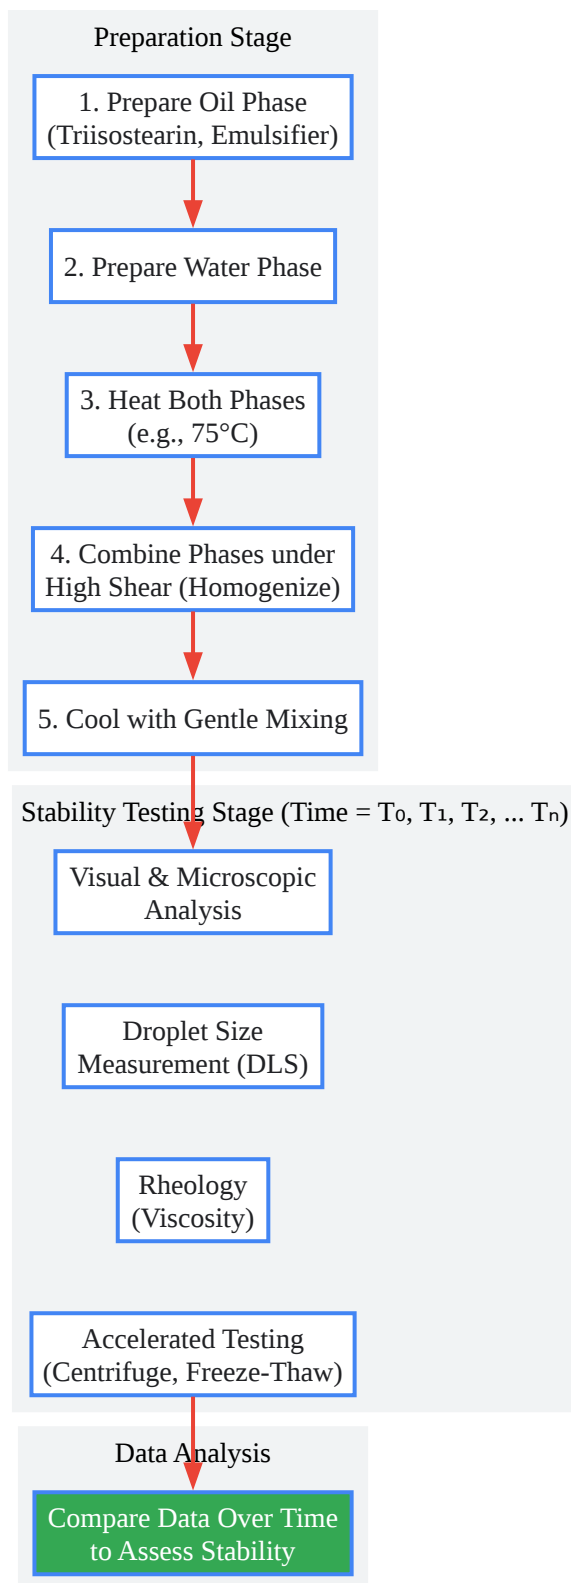 Preparation Stage
1. Prepare Oil Phase
(Triisostearin, Emulsifier)
2. Prepare Water Phase
3. Heat Both Phases
(e.g., 75°C)
4. Combine Phases under
High Shear (Homogenize)
5. Cool with Gentle Mixing
Stability Testing Stage (Time = T₀, T₁, T₂, ... Tₙ)
Visual & Microscopic
Analysis
Droplet Size
Measurement (DLS)
Rheology
(Viscosity)
Accelerated Testing
(Centrifuge, Freeze-Thaw)
Data Analysis
Compare Data Over Time
to Assess Stability